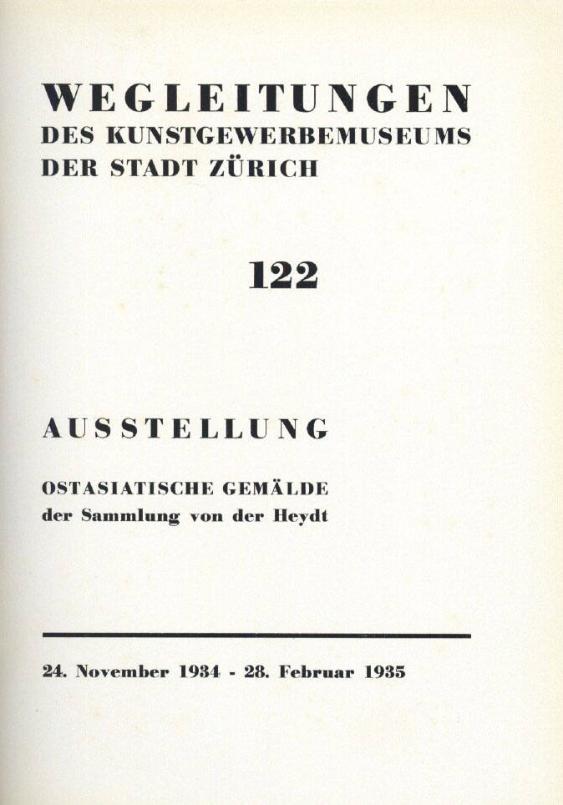 WEGLEITUNGEN
DES KUNSTGEWERBEMUSEUMS
DER STADT ZÜRICH
122
AUSSTELLUNG
OSTASIATISCHE GEMÄLDE
der Sammlung von der Heydt
24. November 1934 - 28. Februar 1935